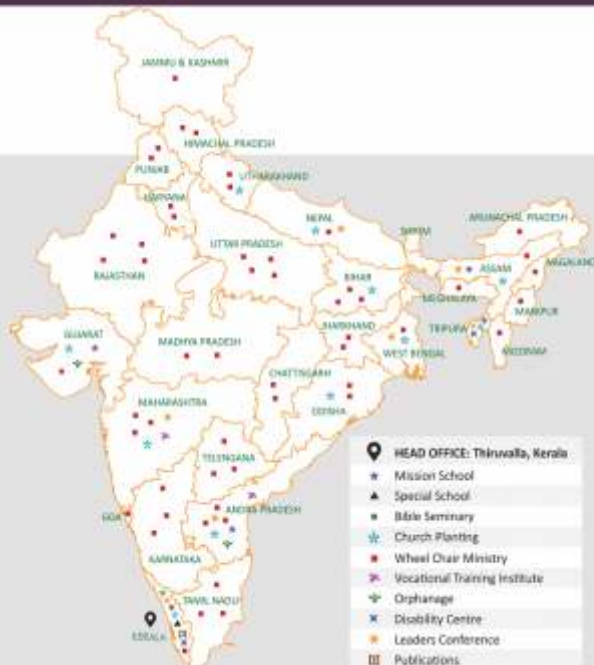 JAMMU & KASHMIR
HIMACHAL PRADESH
PUNJAB
UTHARAKHAND
HARYANA
NEPAL
SIKKIM
ARUNACHAL PRADESH
UTTAR PRADESH
RAJASTHAN
BIHAR
ASSAM
NAGALAND
MEGHALAYA
MANIPUR
GUJARAT
MADHYA PRADESH
JHARKHAND
TRIPURA
WEST BENGAL
MIZORAM
CHATTISGARH
MAHARASHTRA
ODISHA
TELENGANA
GOA
ANDRA PRADESH
KARNATAKA
TAMIL NADU
KERALA
HEAD OFFICE: Thiruvalla, Kerala
Mission School
Special School
Bible Seminary
Church Planting
Wheel Chair Ministry
Vocational Training Institute
Orphanage
Disability Centre
Leaders Conference
Publications